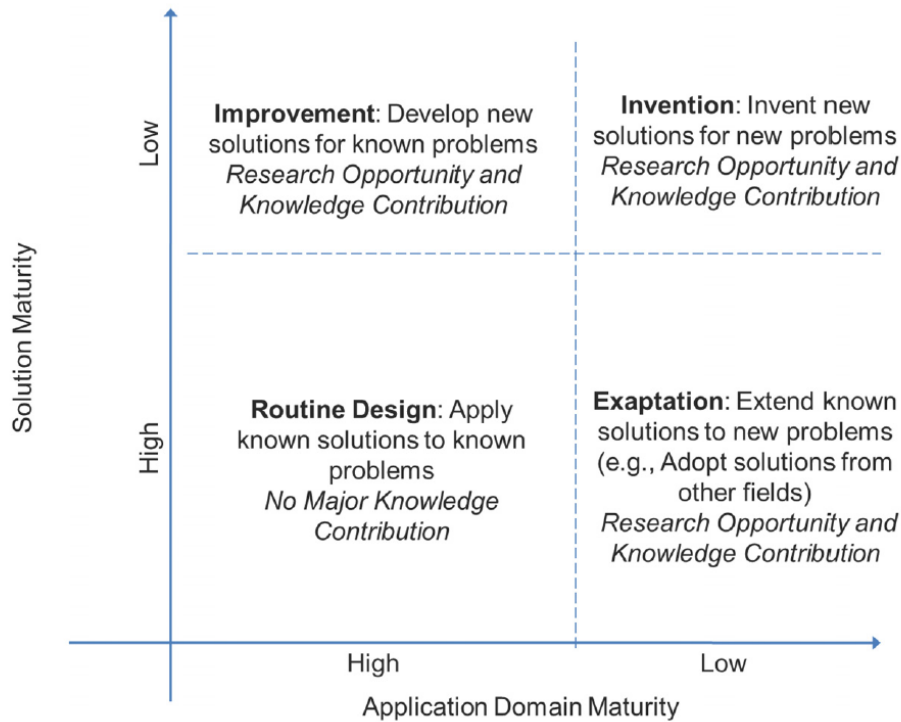 Improvement: Develop new
solutions for known problems
Research Opportunity and
Knowledge Contribution
Invention: Invent new
solutions for new problems
Research Opportunity and
Knowledge Contribution
Low
Solution Maturity
High
Routine Design: Apply
known solutions to known
problems
No Major Knowledge
Contribution
Exaptation: Extend known
solutions to new problems
(e.g., Adopt solutions from
other fields)
Research Opportunity and
Knowledge Contribution
High
Low
Application Domain Maturity